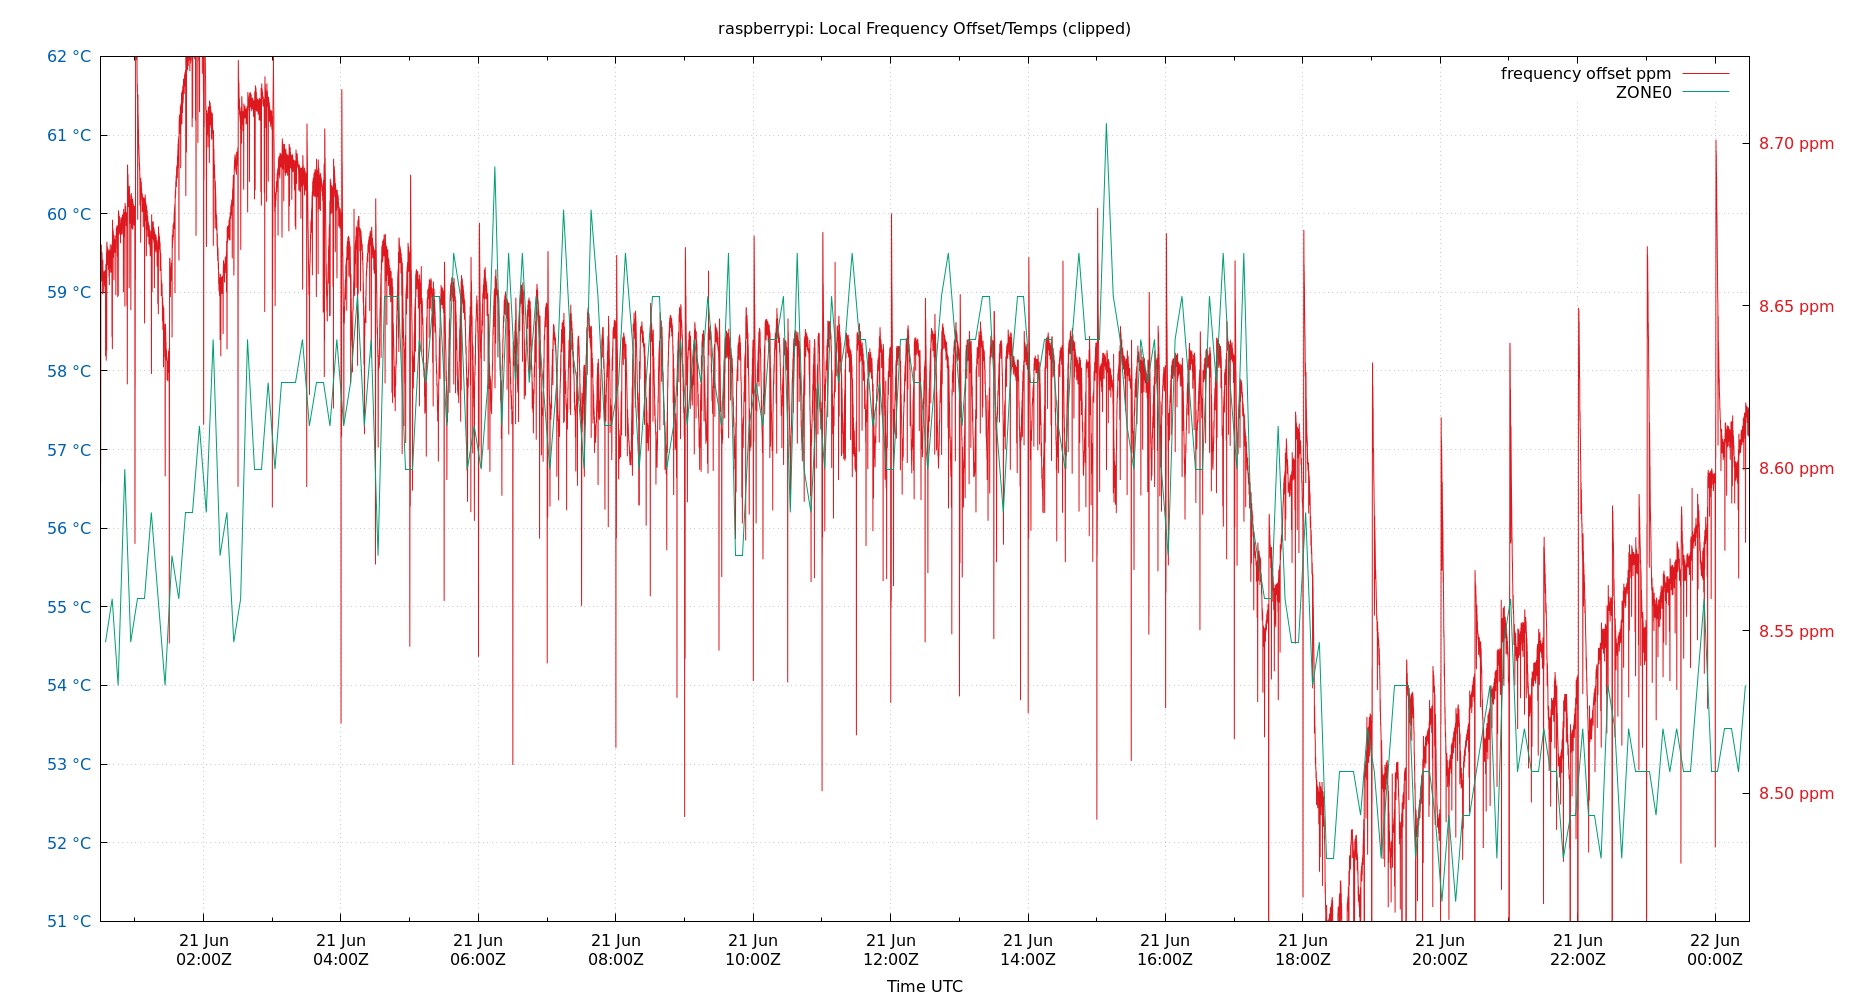 raspberrypi: Local Frequency Offset/Temps (clipped)
frequency offset ppm
ZONE0
62 °C
61 °C
60 °C
59 °C
58 °C
57 °C
56 °C
55 °C
54 °C
53 °C
52 °C
51 °C
8.70 ppm
8.65 ppm
8.60 ppm
8.55 ppm
8.50 ppm
21 Jun
02:00Z
21 Jun
04:00Z
21 Jun
06:00Z
21 Jun
08:00Z
21 Jun
10:00Z
21 Jun
12:00Z
21 Jun
14:00Z
21 Jun
16:00Z
21 Jun
18:00Z
21 Jun
20:00Z
21 Jun
22:00Z
22 Jun
00:00Z
Time UTC